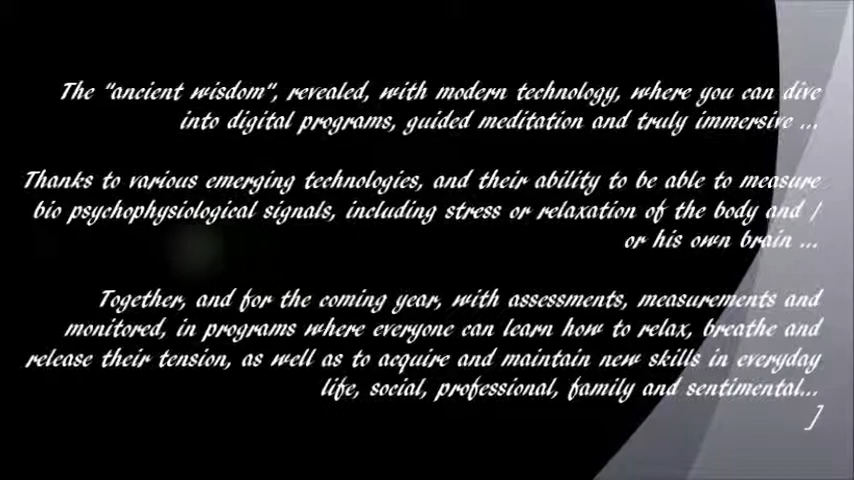 The "ancient wisdom", revealed, with modern technology, where you can dive
into digital programs, guided meditation and truly immersive ...
Thanks to various emerging technologies, and their ability to be able to measure
bio psychophysiological signals, including stress or relaxation of the body and /
or his own brain ...
Together, and for the coming year, with assessments, measurements and
monitored, in programs where everyone can learn how to relax, breathe and
release their tension, as well as to acquire and maintain new skills in everyday
life, social, professional, family and sentimental...
]